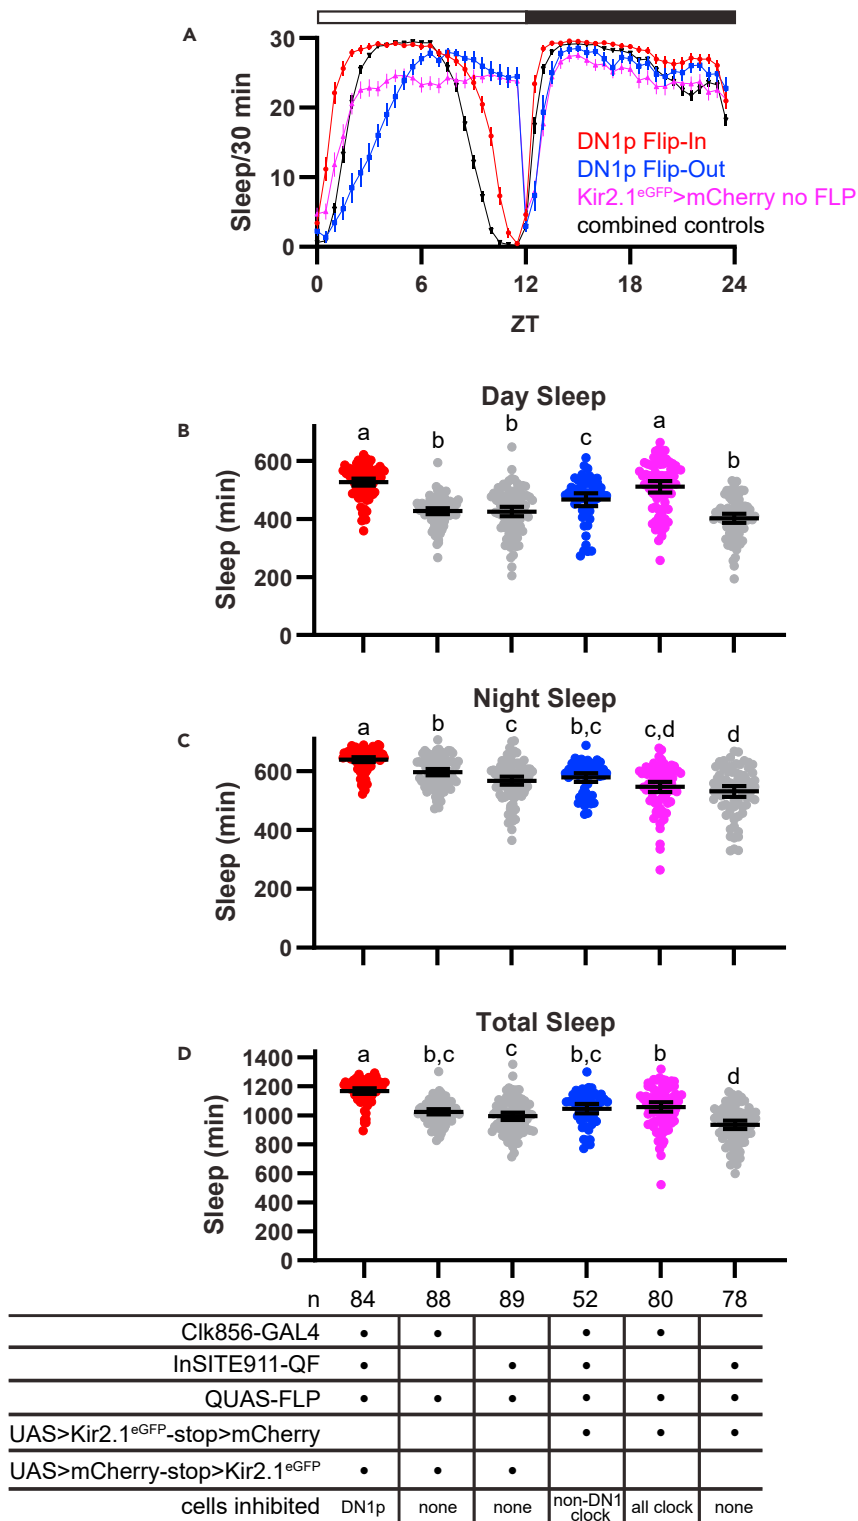 A
Sleep/30 min
30
20
10
0
DN1p Flip-In
DN1p Flip-Out
Kir2.1eGFP>mCherry no FLP
combined controls
0 6 12 18 24
ZT
Day Sleep
B
a b b c a b
Sleep (min)
600
400
200
0
Night Sleep
C
a b c b,c c,d d
Sleep (min)
600
400
200
0
Total Sleep
D
a b,c c b,c b d
Sleep (min)
1400
1200
1000
800
600
400
200
0
n 84 88 89 52 80 78
Clk856-GAL4 • • • •
InSITE911-QF • • • •
QUAS-FLP • • • • • •
UAS>Kir2.1eGFP-stop>mCherry • • •
UAS>mCherry-stop>Kir2.1eGFP • • •
cells inhibited DN1p none none non-DN1 clock all clock none